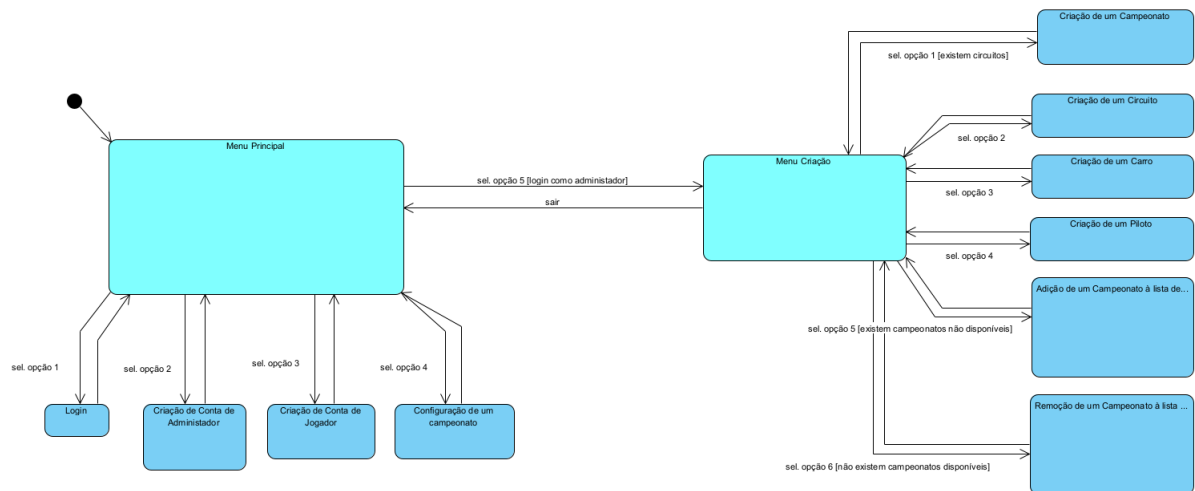 Criação de um Campeonato
sel. opção 1 [existem circuitos]
Criação de um Circuito
sel. opção 2
Menu Principal
Menu Criação
Criação de um Carro
sel. opção 5 [login como administador]
sel. opção 3
sair
Criação de um Piloto
sel. opção 4
Adição de um Campeonato à lista de...
sel. opção 5 [existem campeonatos não disponíveis]
sel. opção 1
sel. opção 2
sel. opção 3
sel. opção 4
Login
Criação de Conta de
Administador
Criação de Conta de
Jogador
Configuração de um
campeonato
Remoção de um Campeonato à lista ...
sel. opção 6 [não existem campeonatos disponíveis]